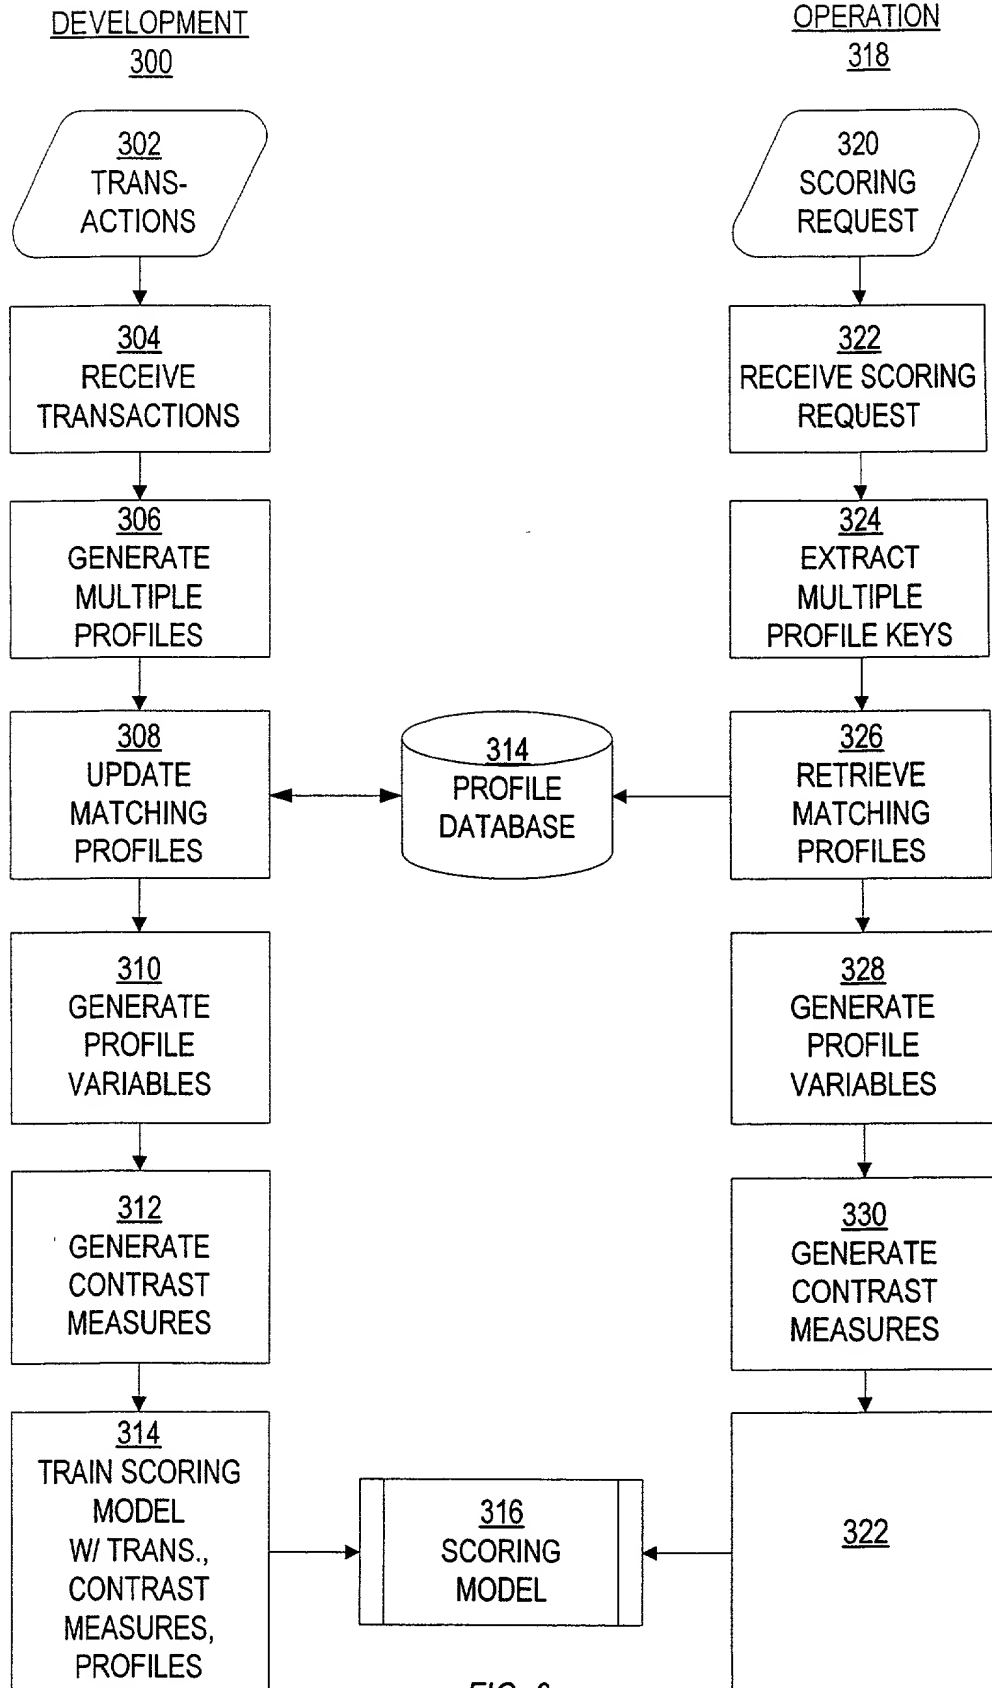 DEVELOPMENT
300
302
TRANS-
ACTIONS
304
RECEIVE
TRANSACTIONS
306
GENERATE
MULTIPLE
PROFILES
308
UPDATE
MATCHING
PROFILES
310
GENERATE
PROFILE
VARIABLES
312
GENERATE
CONTRAST
MEASURES
314
TRAIN SCORING
MODEL
W/ TRANS.,
CONTRAST
MEASURES,
PROFILES
314
PROFILE
DATABASE
316
SCORING
MODEL
OPERATION
318
320
SCORING
REQUEST
322
RECEIVE SCORING
REQUEST
324
EXTRACT
MULTIPLE
PROFILE KEYS
326
RETRIEVE
MATCHING
PROFILES
328
GENERATE
PROFILE
VARIABLES
330
GENERATE
CONTRAST
MEASURES
322